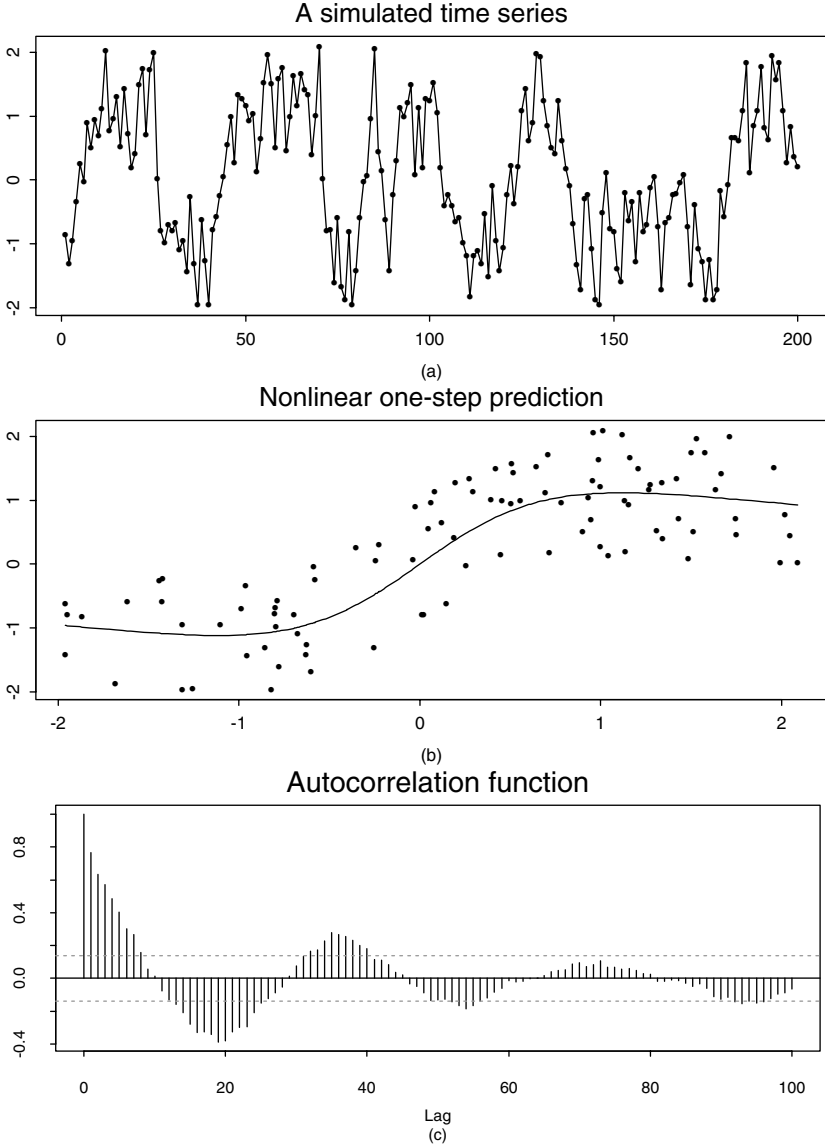 A simulated time series
2
1
0
-1
-2
0 50 100 150 200
(a)
Nonlinear one-step prediction
2
1
0
-1
-2
-2 -1 0 1 2
(b)
Autocorrelation function
0.8
0.4
0.0
-0.4
0 20 40 60 80 100
Lag
(c)